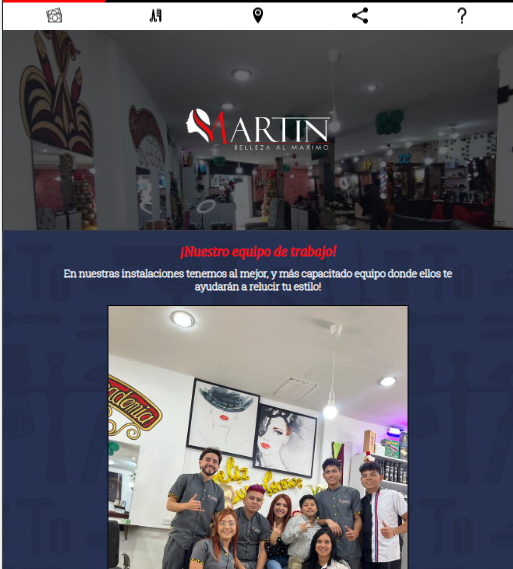 ?
MARTIN
BELLEZA AL MAXIMO
¡Nuestro equipo de trabajo!
En nuestras instalaciones tenemos al mejor, y más capacitado equipo donde ellos te
ayudarán a relucir tu estilo!